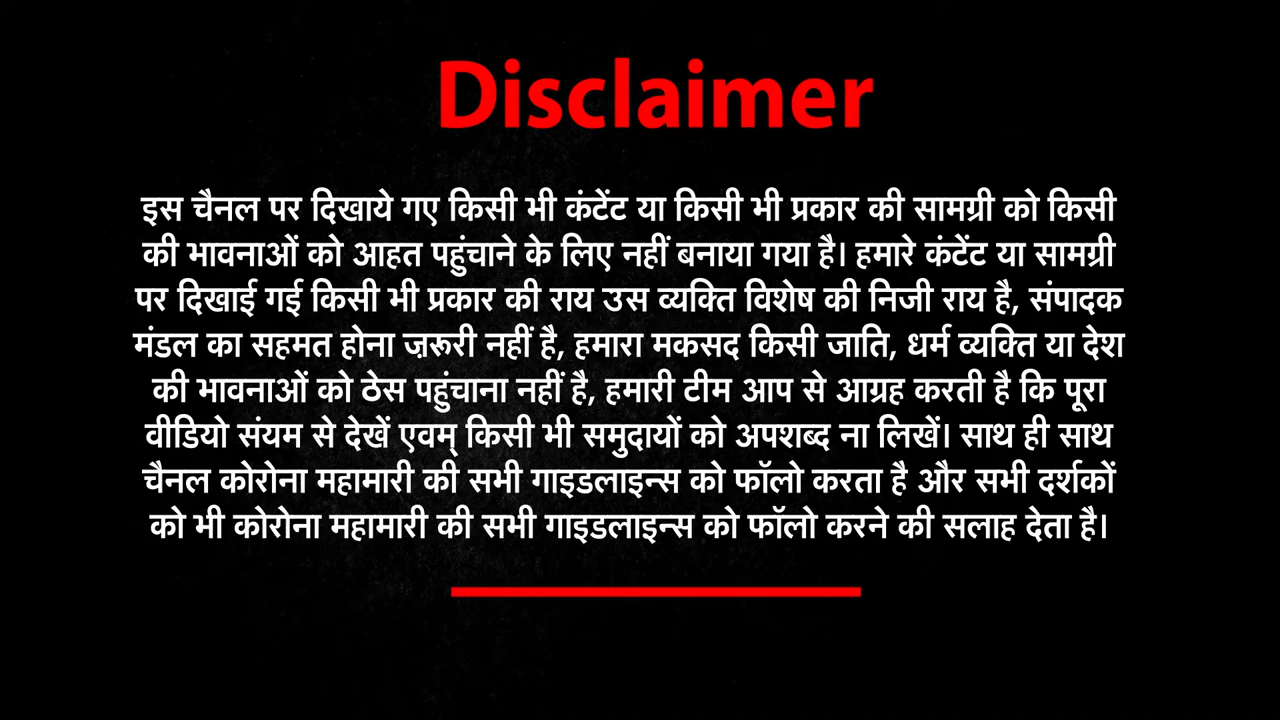 Disclaimer
इस चैनल पर दिखाये गए किसी भी कंटेंट या किसी भी प्रकार की सामग्री को किसी
की भावनाओं को आहत पहुंचाने के लिए नहीं बनाया गया है। हमारे कंटेंट या सामग्री
पर दिखाई गई किसी भी प्रकार की राय उस व्यक्ति विशेष की निजी राय है, संपादक
मंडल का सहमत होना ज़रूरी नहीं है, हमारा मकसद किसी जाति, धर्म व्यक्ति या देश
की भावनाओं को ठेस पहुंचाना नहीं है, हमारी टीम आप से आग्रह करती है कि पूरा
वीडियो संयम से देखें एवम् किसी भी समुदायों को अपशब्द ना लिखें। साथ ही साथ
चैनल कोरोना महामारी की सभी गाइडलाइन्स को फॉलो करता है और सभी दर्शकों
को भी कोरोना महामारी की सभी गाइडलाइन्स को फॉलो करने की सलाह देता है।